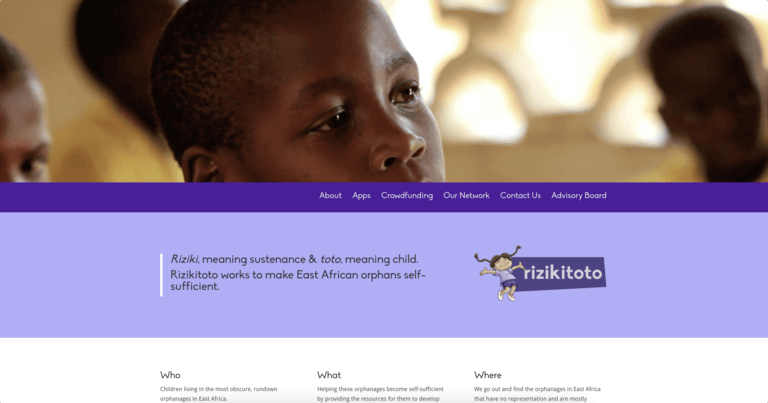 About Apps Crowdfunding Our Network Contact Us Advisory Board
Riziki, meaning sustenance & toto, meaning child.
Rizikitoto works to make East African orphans self-
sufficient.
rizikitoto
Who
Children living in the most obscure, rundown
orphanages in East Africa.
What
Helping these orphanages become self-sufficient
by providing the resources for them to develop
Where
We go out and find the orphanages in East Africa
that have no representation and are mostly